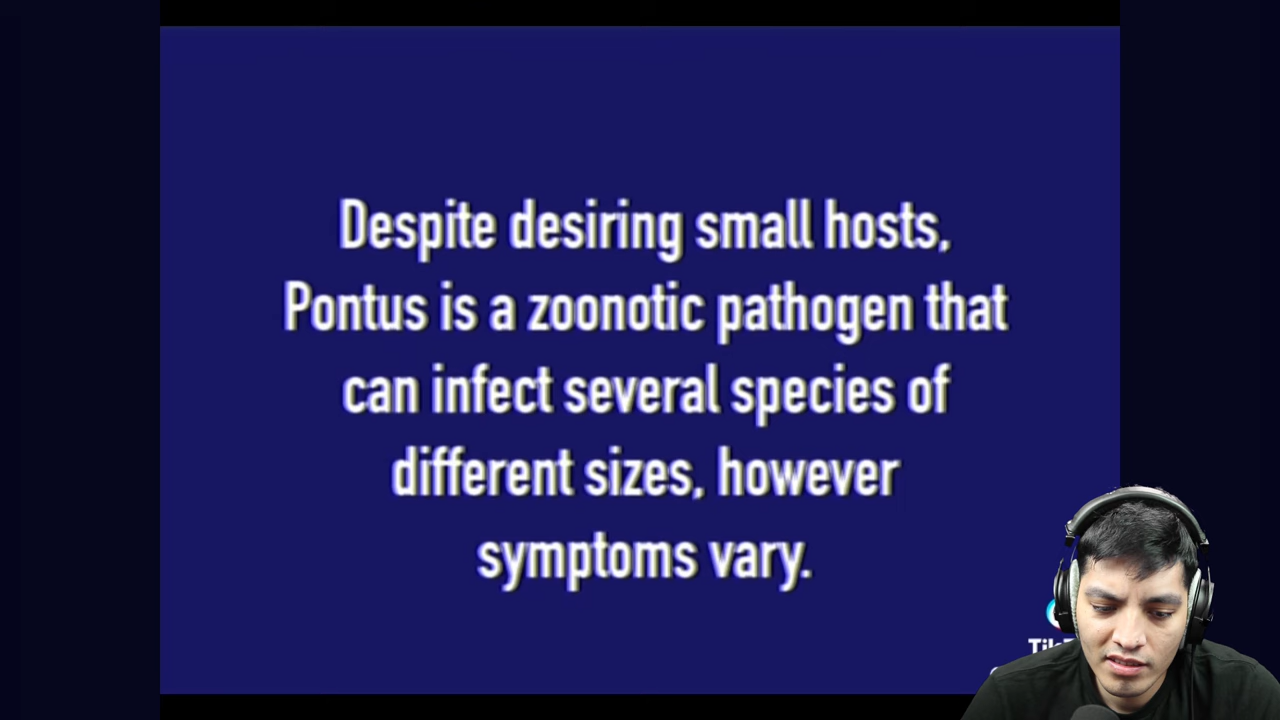 Despite desiring small hosts,
Pontus is a zoonotic pathogen that
can infect several species of
different sizes, however
symptoms vary.